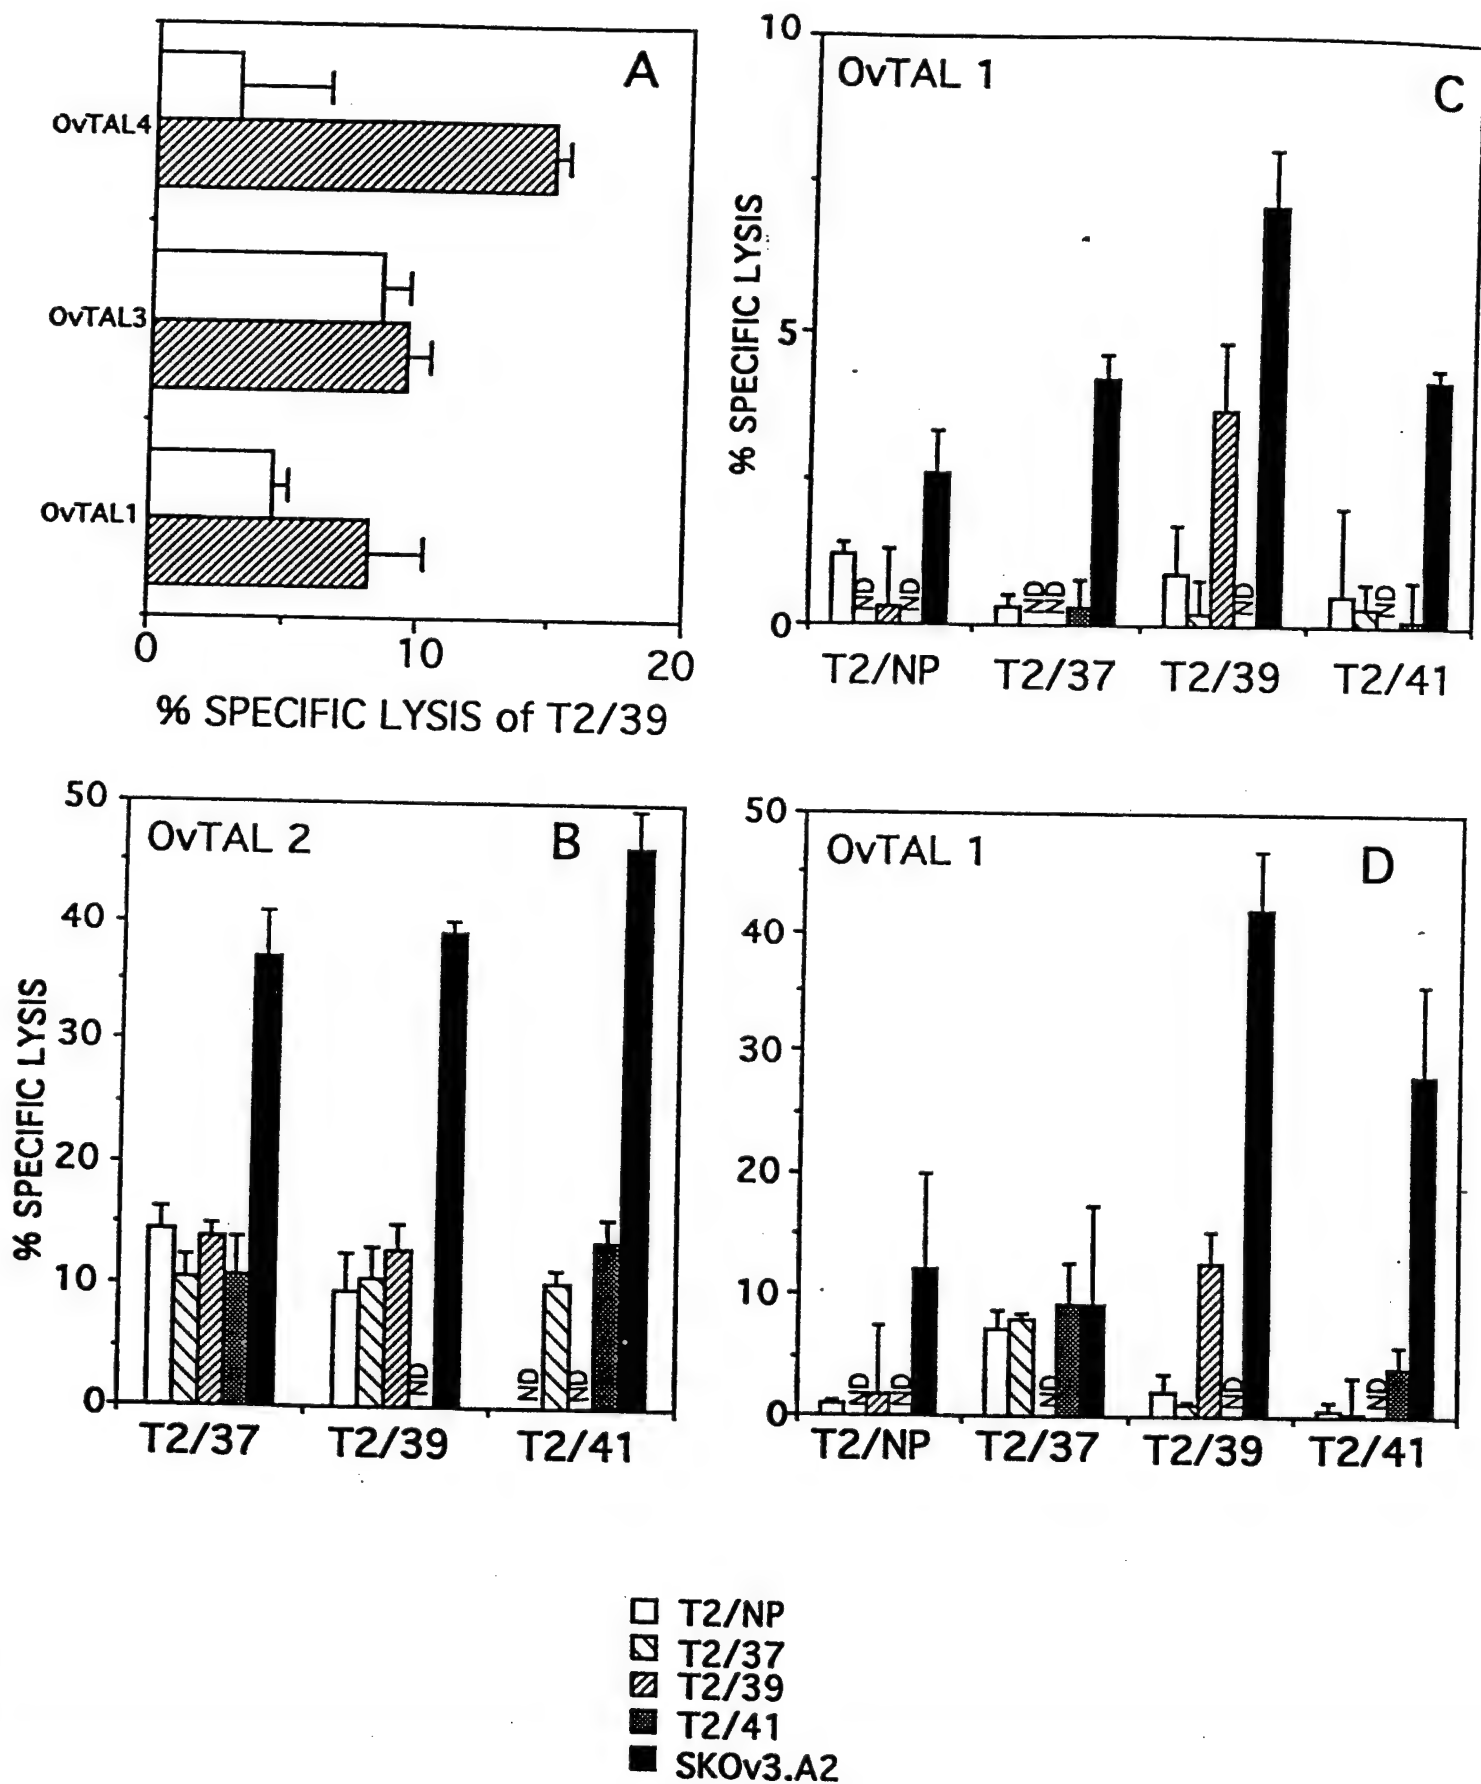 A
OvTAL4
OvTAL3
OvTAL1
0 10 20
% SPECIFIC LYSIS of T2/39
10
OvTAL 1
C
% SPECIFIC LYSIS
5
0
ND ND ND ND ND ND
T2/NP T2/37 T2/39 T2/41
50
OvTAL 2 B
40
30
20
10
0
% SPECIFIC LYSIS
ND ND ND
T2/37 T2/39 T2/41
50
OvTAL 1 D
40
30
20
10
0
ND ND ND ND ND
T2/NP T2/37 T2/39 T2/41
T2/NP
T2/37
T2/39
T2/41
SKOv3.A2